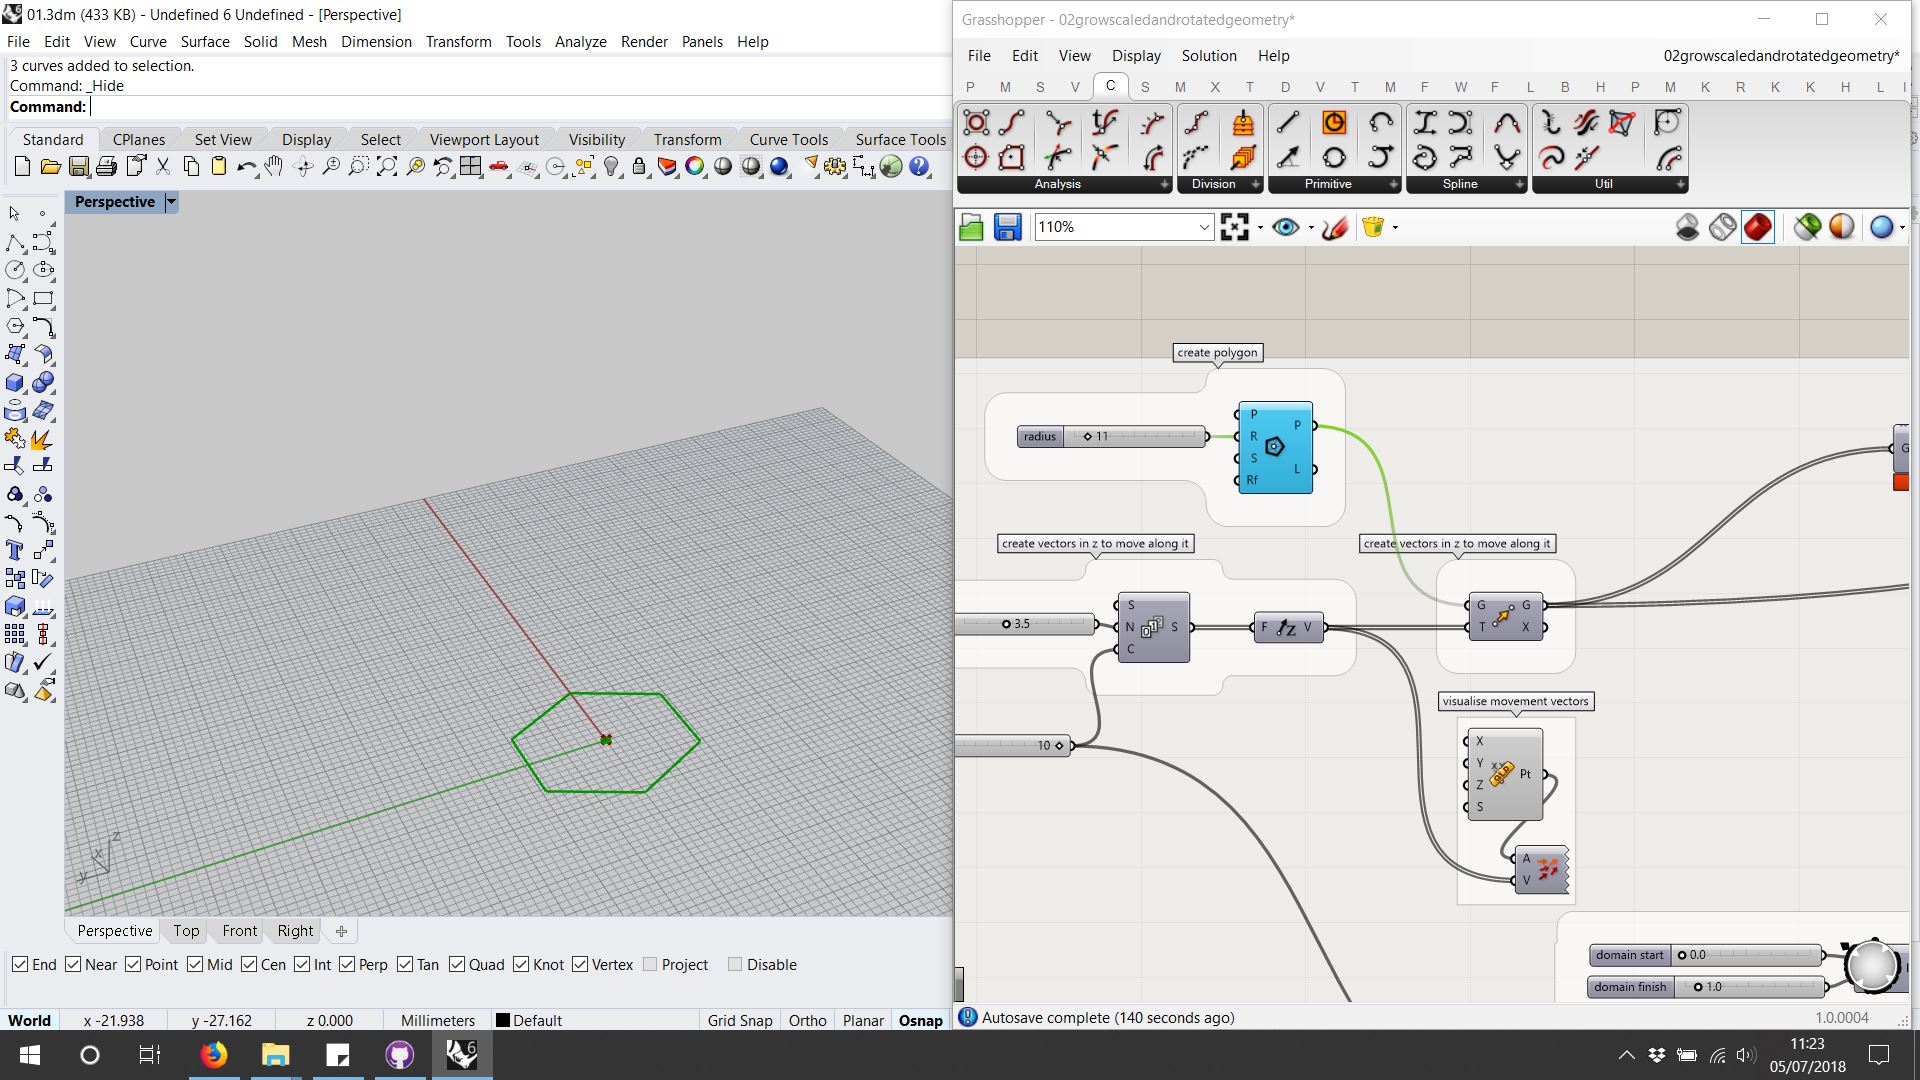 01.3dm (433 KB) - Undefined 6 Undefined - [Perspective]
File Edit View Curve Surface Solid Mesh Dimension Transform Tools Analyze Render Panels Help
3 curves added to selection.
Command: _Hide
Command:
Standard CPlanes Set View Display Select Viewport Layout Visibility Transform Curve Tools Surface Tools
Perspective
z
x
y
Perspective Top Front Right
End Near Point Mid Cen Int Perp Tan Quad Knot Vertex Project Disable
World x -21.938 y -27.162 z 0.000 Millimeters Default Grid Snap Ortho Planar Osnap
Grasshopper - 02growscaledandrotatedgeometry*
File Edit View Display Solution Help 02growscaledandrotatedgeometry*
P M S V C S M X T D V T M F W F L B H P M K R K K H L I
Analysis Division Primitive Spline Util
110%
create polygon
radius 11
P
R
S
Rf
P
L
create vectors in z to move along it
create vectors in z to move along it
3.5
S
N
C
S
F Z V
G
T
G
X
G
10
visualise movement vectors
X
Y
Z
S
Pt
A
V
domain start 0.0
domain finish 1.0
Autosave complete (140 seconds ago)
1.0.0004
6
11:23
05/07/2018